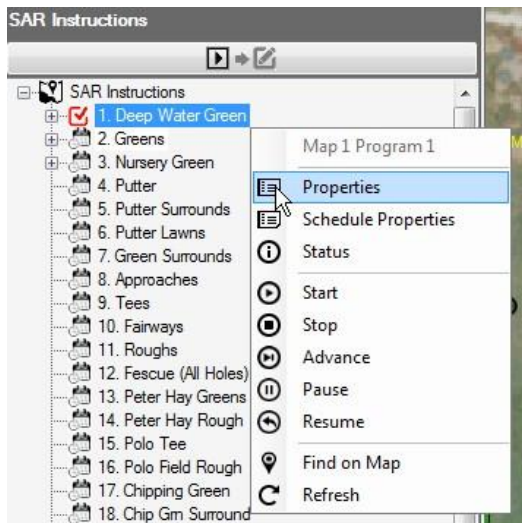 SAR Instructions
SAR Instructions
1. Deep Water Green
2. Greens
3. Nursery Green
4. Putter
5. Putter Surrounds
6. Putter Lawns
7. Green Surrounds
8. Approaches
9. Tees
10. Fairways
11. Roughs
12. Fescue (All Holes)
13. Peter Hay Greens
14. Peter Hay Rough
15. Polo Tee
16. Polo Field Rough
17. Chipping Green
18. Chip Grn Surround
Map 1 Program 1
Properties
Schedule Properties
Status
Start
Stop
Advance
Pause
Resume
Find on Map
Refresh
M